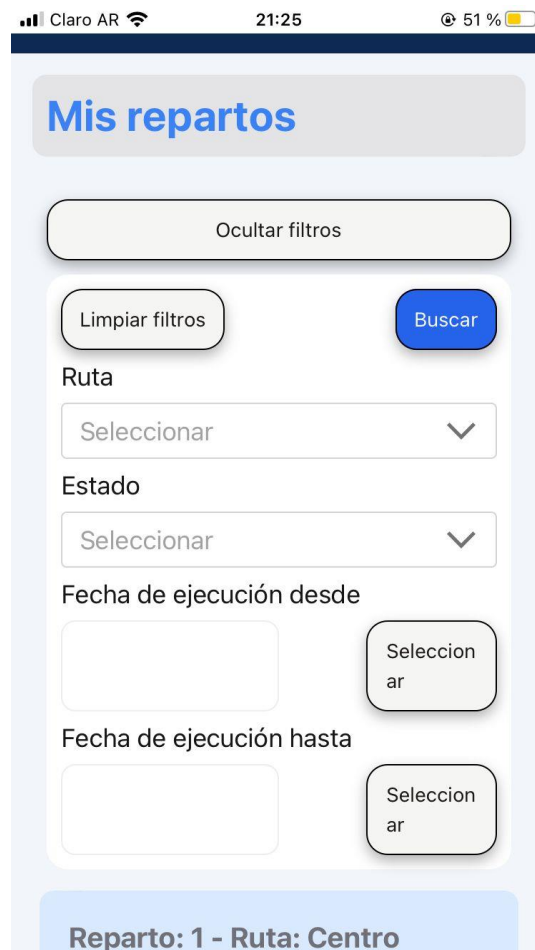 Claro AR 21:25 51 %
Mis repartos
Ocultar filtros
Limpiar filtros Buscar
Ruta
Seleccionar
Estado
Seleccionar
Fecha de ejecución desde
Seleccion
ar
Fecha de ejecución hasta
Seleccion
ar
Reparto: 1 - Ruta: Centro